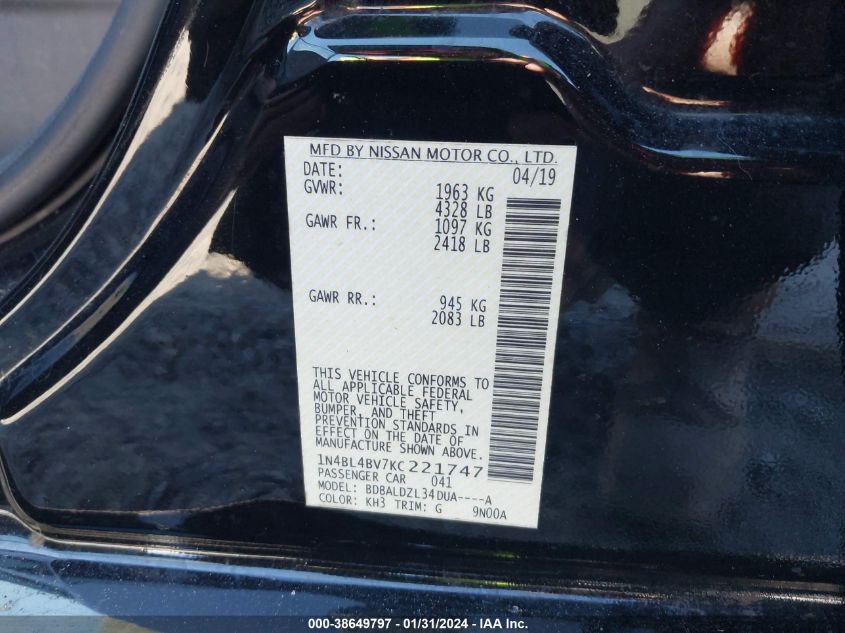 MFD BY NISSAN MOTOR CO., LTD.
DATE: 04/19
GVWR: 1963 KG
4328 LB
GAWR FR.: 1097 KG
2418 LB
GAWR RR.: 945 KG
2083 LB
THIS VEHICLE CONFORMS TO
ALL APPLICABLE FEDERAL
MOTOR VEHICLE SAFETY,
BUMPER, AND THEFT
PREVENTION STANDARDS IN
EFFECT ON THE DATE OF
MANUFACTURE SHOWN ABOVE.
1N4BL4BV7KC221747
PASSENGER CAR 041
MODEL: BDBALDZL34DUA----A
COLOR: KH3 TRIM: G 9N00A
000-38649797 - 01/31/2024 - IAA Inc.